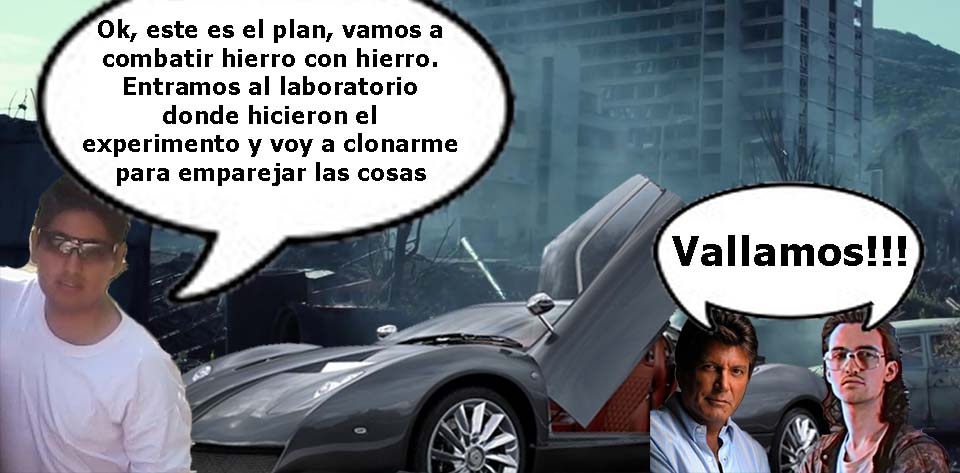 Ok, este es el plan, vamos a
combatir hierro con hierro.
Entramos al laboratorio
donde hicieron el
experimento y voy a clonarme
para emparejar las cosas
Vallamos!!!